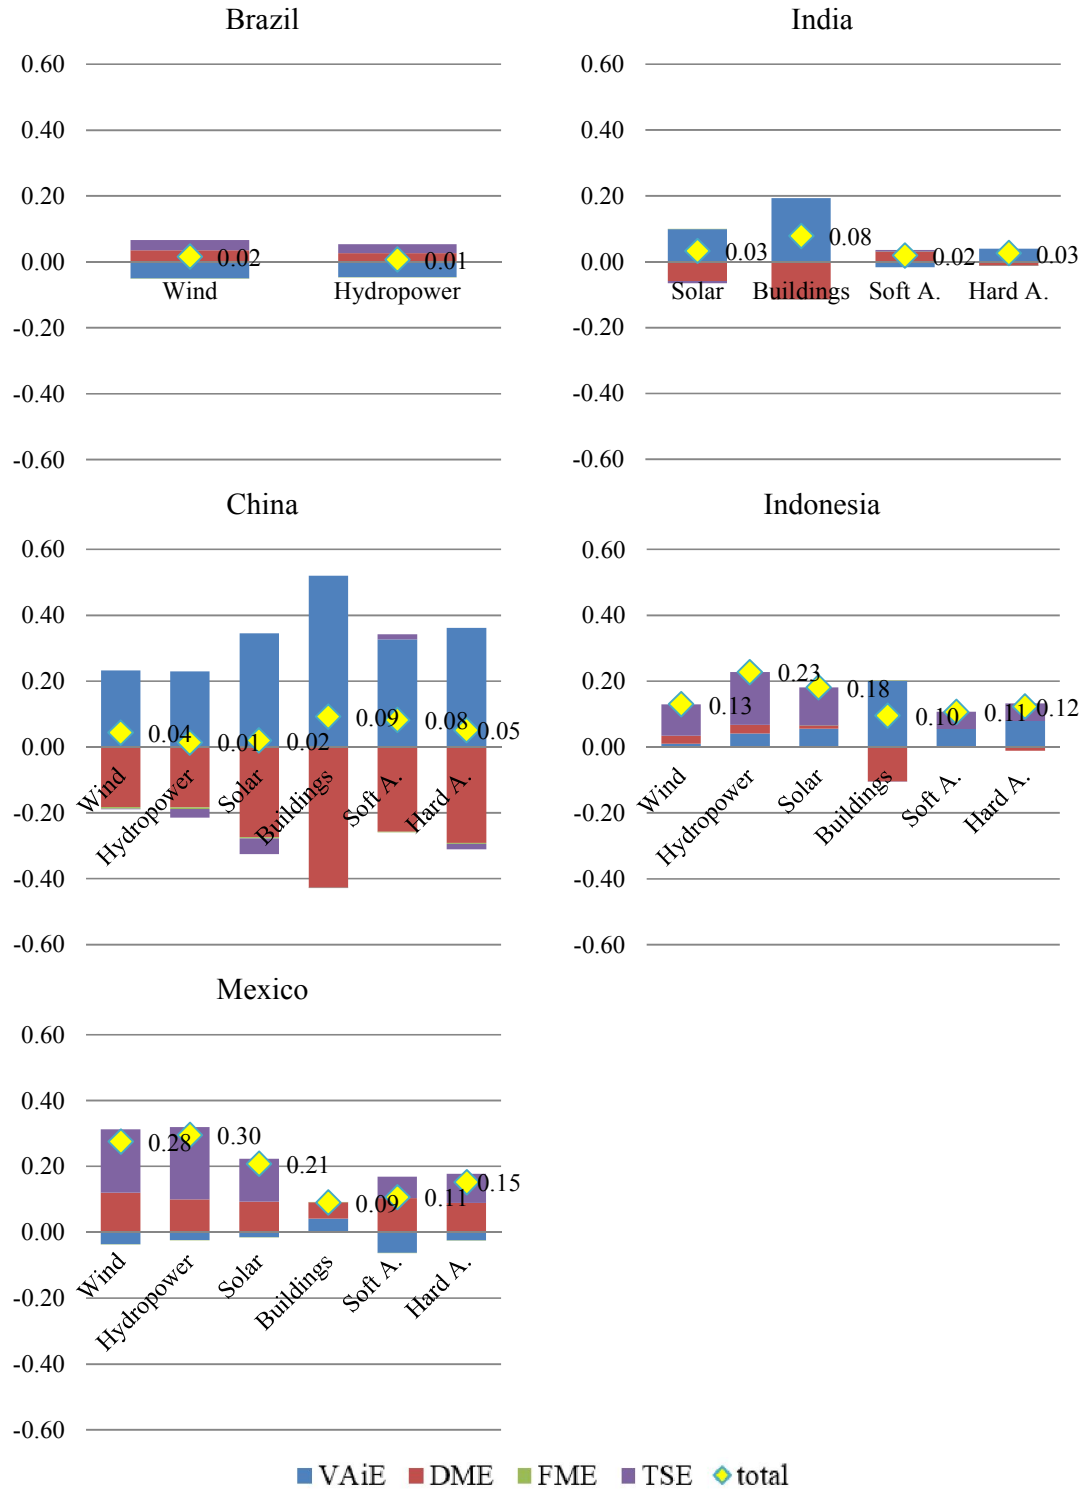 Brazil
0.60
0.40
0.20
0.00
-0.20
-0.40
-0.60
0.02
0.01
Wind
Hydropower
India
0.60
0.40
0.20
0.00
-0.20
-0.40
-0.60
0.03
0.08
0.02
0.03
Solar
Buildings
Soft A.
Hard A.
China
0.60
0.40
0.20
0.00
-0.20
-0.40
-0.60
0.04
0.01
0.02
0.09
0.08
0.05
Wind
Hydropower
Solar
Buildings
Soft A.
Hard A.
Indonesia
0.60
0.40
0.20
0.00
-0.20
-0.40
-0.60
0.13
0.23
0.18
0.10
0.11
0.12
Wind
Hydropower
Solar
Buildings
Soft A.
Hard A.
Mexico
0.60
0.40
0.20
0.00
-0.20
-0.40
-0.60
0.28
0.30
0.21
0.09
0.11
0.15
Wind
Hydropower
Solar
Buildings
Soft A.
Hard A.
VAiE DME FME TSE total